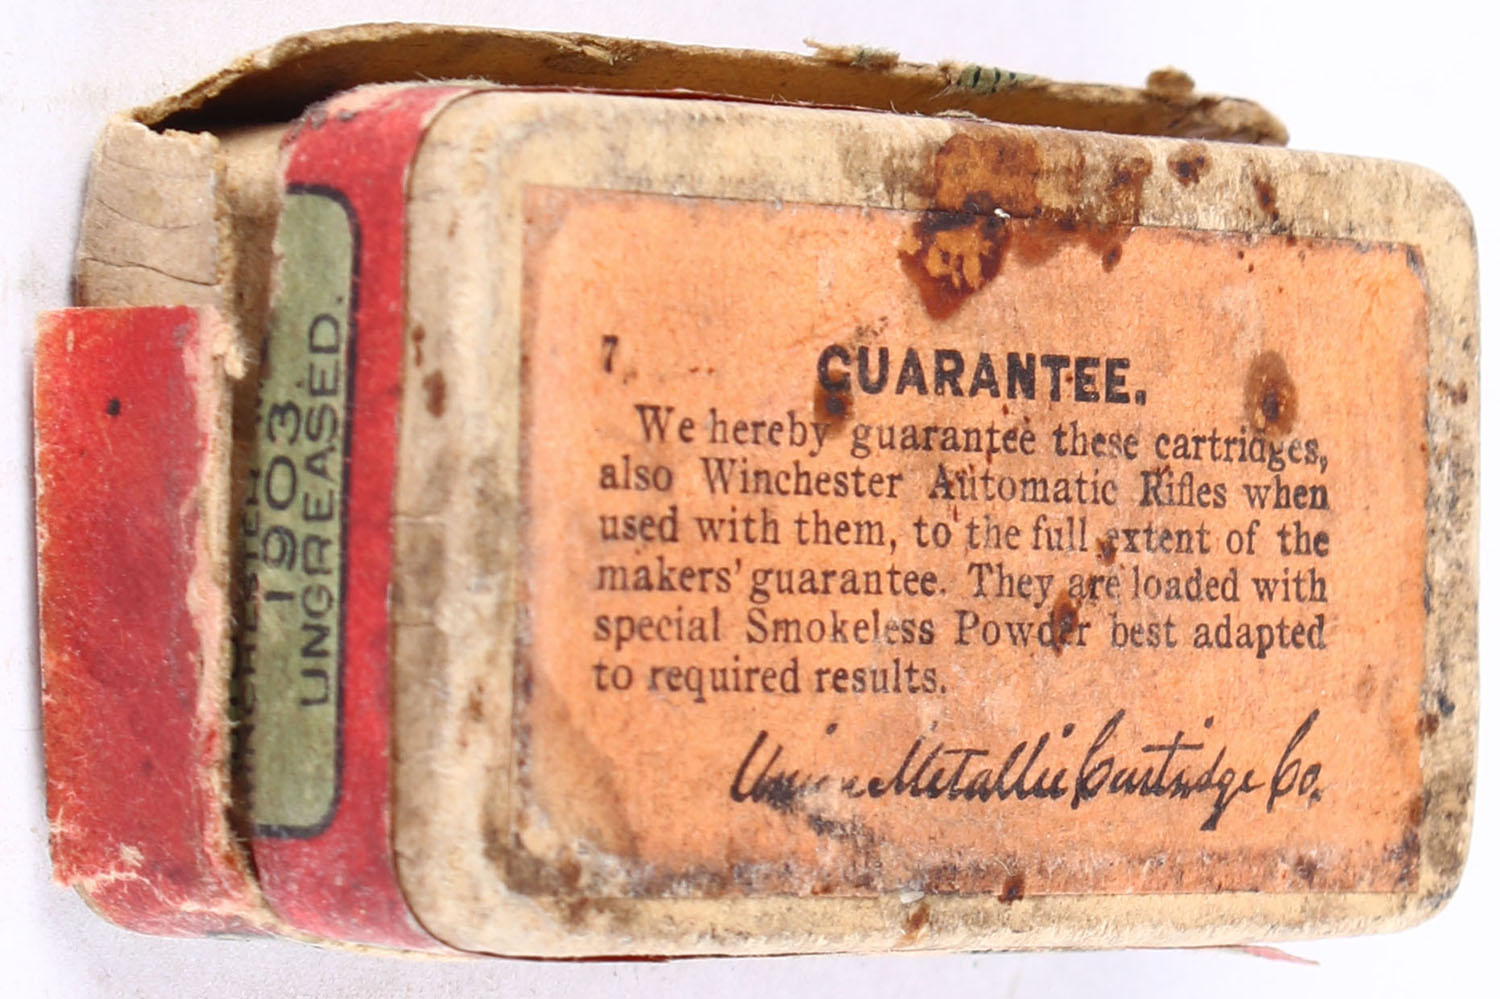 7
GUARANTEE.
We hereby guarantee these cartridges,
also Winchester Automatic Rifles when
used with them, to the full extent of the
makers' guarantee. They are loaded with
special Smokeless Powder best adapted
to required results.
Union Metallic Cartridge Co.
WINCHESTER
1903
UNGREASED.